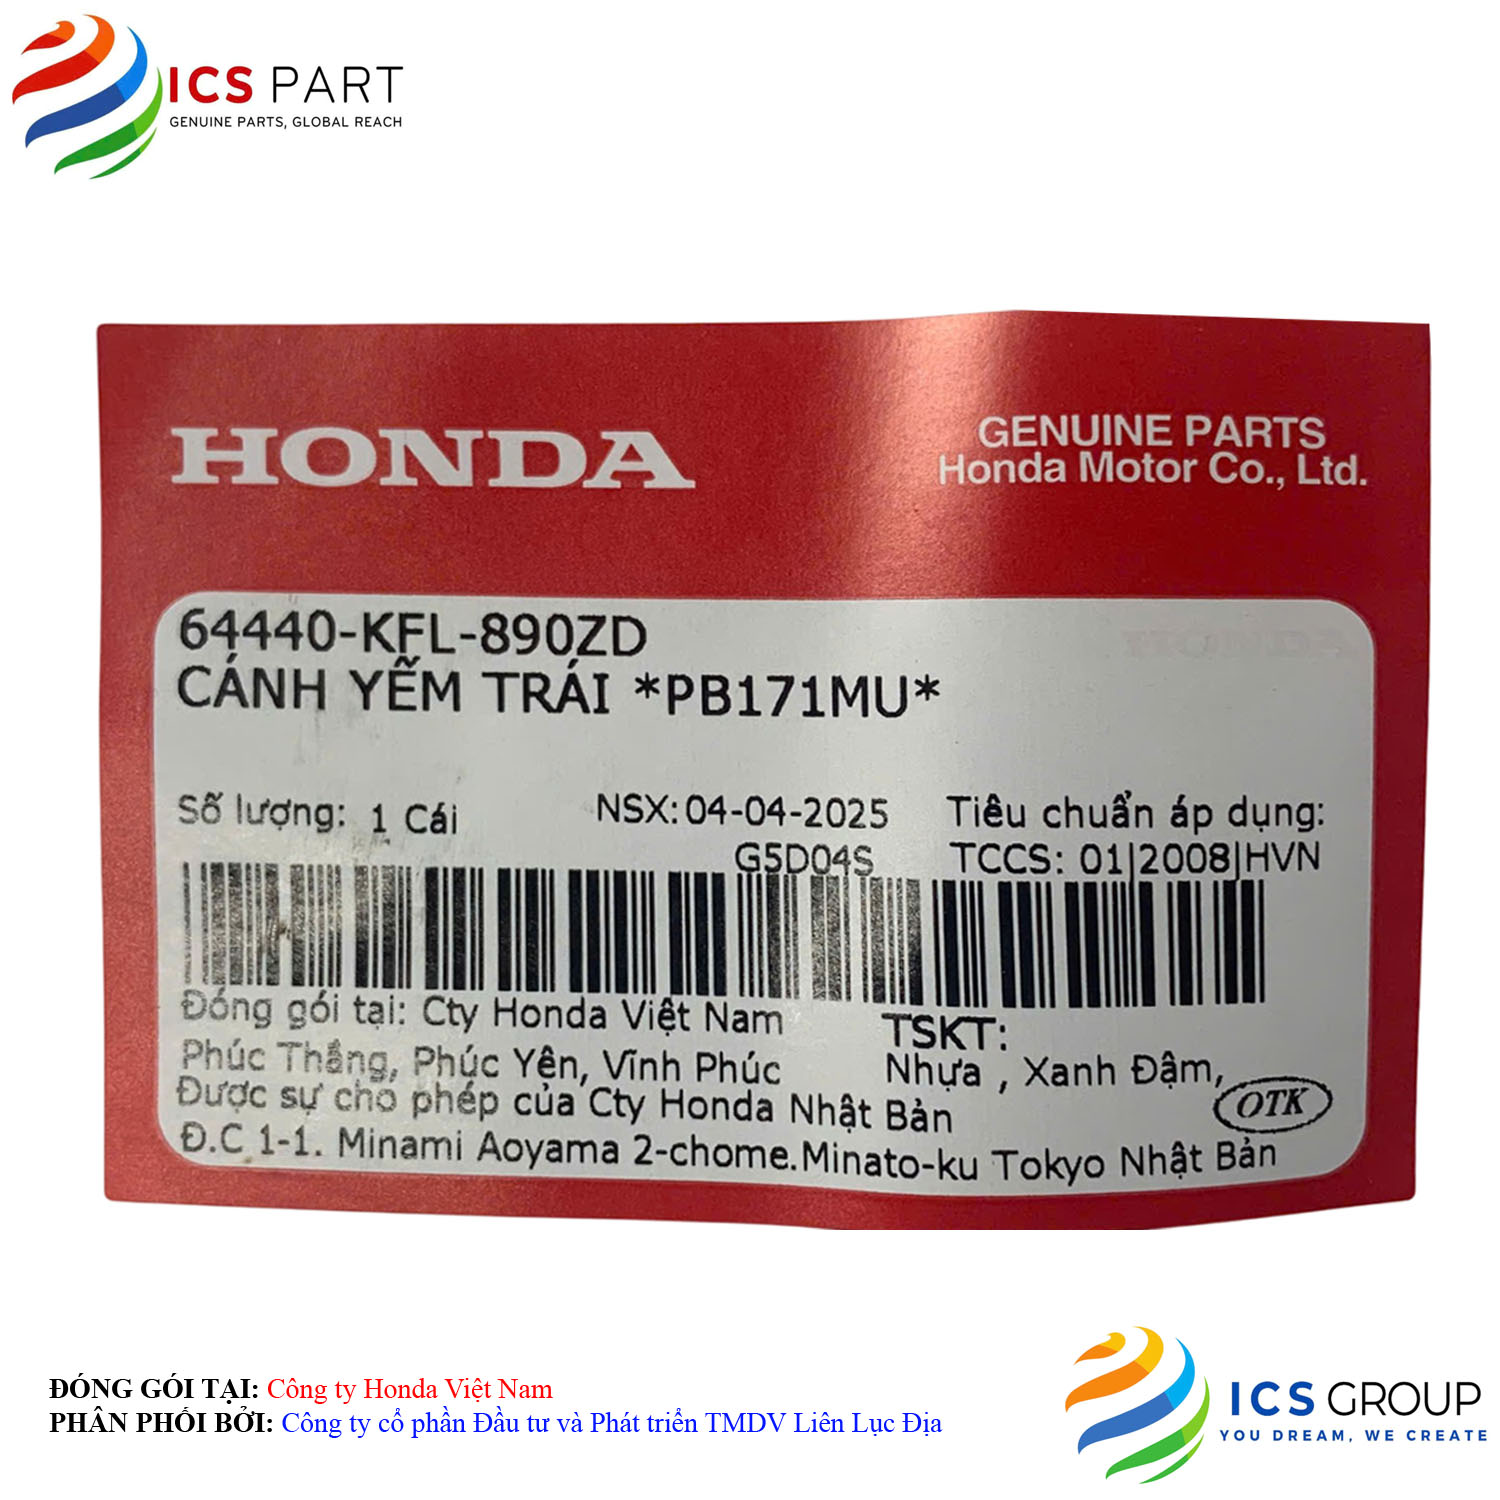 ICS PART
GENUINE PARTS, GLOBAL REACH
HONDA
GENUINE PARTS
Honda Motor Co., Ltd.
64440-KFL-890ZD
CÁNH YẾM TRÁI *PB171MU*
Số lượng: 1 Cái
NSX: 04-04-2025
Tiêu chuẩn áp dụng:
G5D04S
TCCS: 01|2008|HVN
Đóng gói tại: Cty Honda Việt Nam
TSKT:
Phúc Thắng, Phúc Yên, Vĩnh Phúc
Nhựa , Xanh Đậm,
Được sự cho phép của Cty Honda Nhật Bản
OTK
Đ.C 1-1. Minami Aoyama 2-chome.Minato-ku Tokyo Nhật Bản
ĐÓNG GÓI TẠI: Công ty Honda Việt Nam
PHÂN PHỐI BỞI: Công ty cổ phần Đầu tư và Phát triển TMDV Liên Lục Địa
ICS GROUP
YOU DREAM, WE CREATE